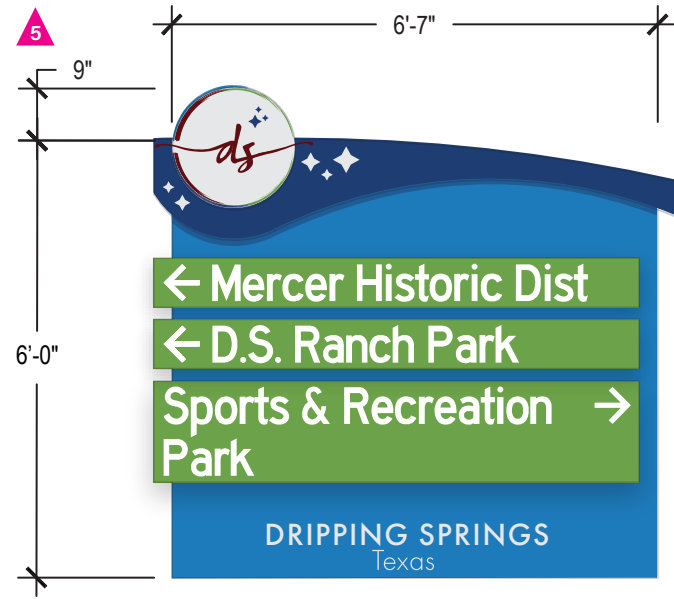 5
6'-7"
9"
ds
← Mercer Historic Dist
← D.S. Ranch Park
6'-0"
Sports & Recreation →
Park
DRIPPING SPRINGS
Texas